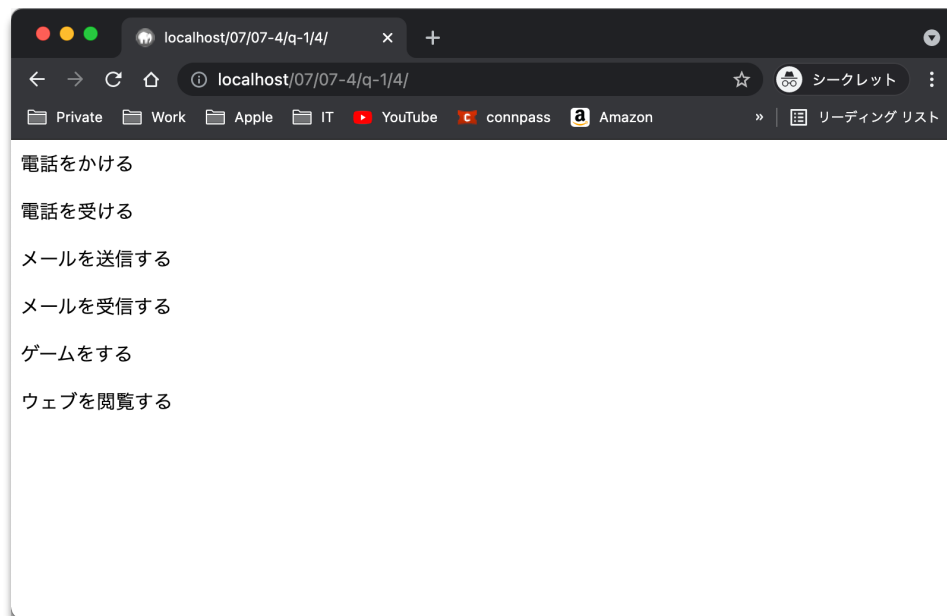 localhost/07/07-4/q-1/4/
localhost/07/07-4/q-1/4/
シークレット
Private Work Apple IT YouTube connpass Amazon » リーディング リスト
電話をかける
電話を受ける
メールを送信する
メールを受信する
ゲームをする
ウェブを閲覧する